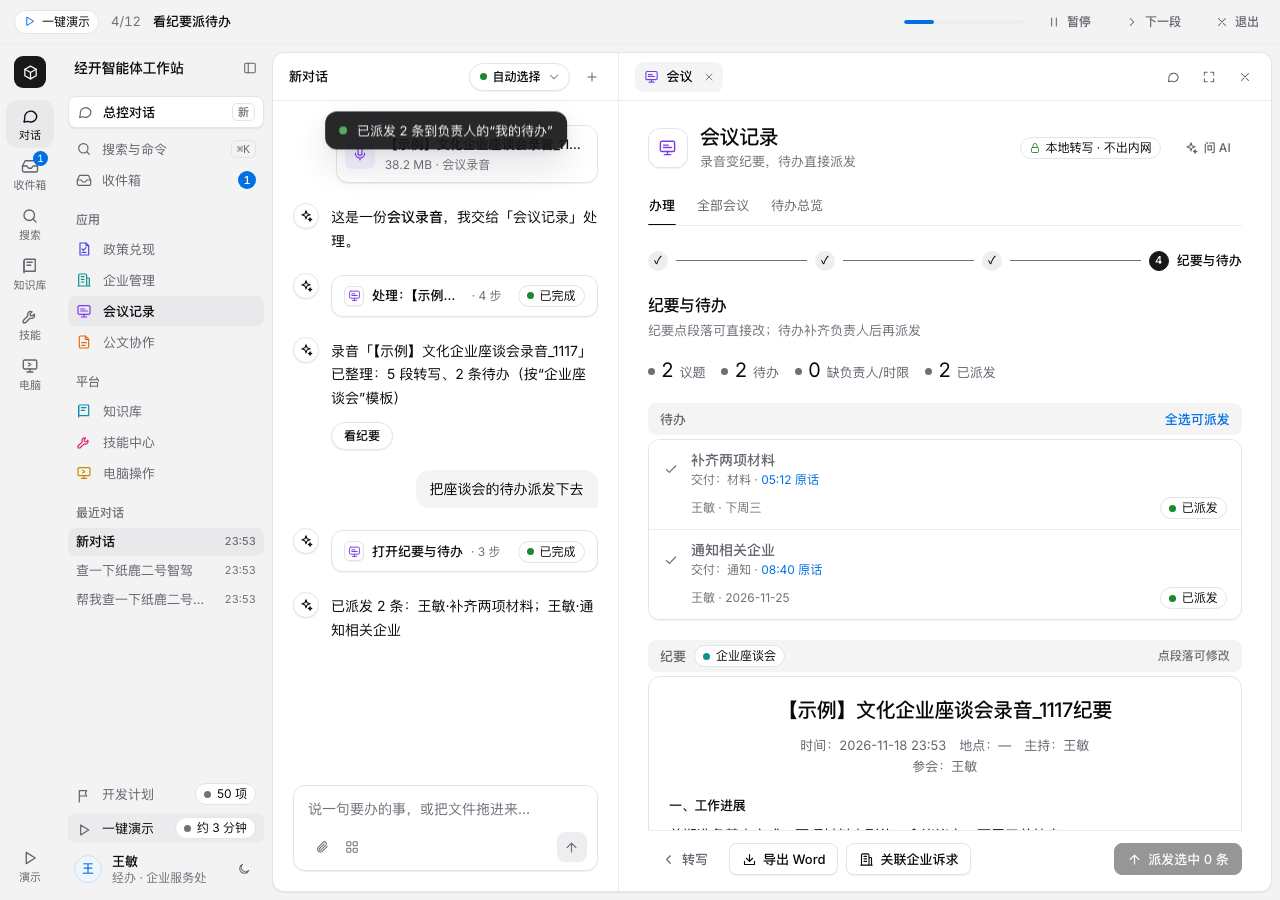 一键演示
4/12
看纪要派待办
暂停
下一段
退出
对话
1
收件箱
搜索
知识库
技能
电脑
演示
经开智能体工作站
总控对话
新
搜索与命令
⌘K
收件箱
1
应用
政策兑现
企业管理
会议记录
公文协作
平台
知识库
技能中心
电脑操作
最近对话
新对话
23:53
查一下纸鹿二号智驾
23:53
帮我查一下纸鹿二号...
23:53
开发计划
50 项
一键演示
约 3 分钟
王
王敏
经办 · 企业服务处
新对话
自动选择
已派发 2 条到负责人的“我的待办”
38.2 MB · 会议录音
这是一份会议录音，我交给「会议记录」处
理。
处理：【示例...
· 4 步
已完成
录音「【示例】文化企业座谈会录音_1117」
已整理：5 段转写、2 条待办（按“企业座
谈会”模板）
看纪要
把座谈会的待办派发下去
打开纪要与待办
· 3 步
已完成
已派发 2 条：王敏·补齐两项材料；王敏·通
知相关企业
说一句要办的事，或把文件拖进来...
会议
会议记录
录音变纪要，待办直接派发
本地转写 · 不出内网
问 AI
办理
全部会议
待办总览
4
纪要与待办
纪要与待办
纪要点段落可直接改；待办补齐负责人后再派发
2 议题
2 待办
0 缺负责人/时限
2 已派发
待办
全选可派发
补齐两项材料
交付：材料 · 05:12 原话
王敏 · 下周三
已派发
通知相关企业
交付：通知 · 08:40 原话
王敏 · 2026-11-25
已派发
纪要
企业座谈会
点段落可修改
【示例】文化企业座谈会录音_1117纪要
时间：2026-11-18 23:53 地点：— 主持：王敏
参会：王敏
一、工作进展
转写
导出 Word
关联企业诉求
派发选中 0 条